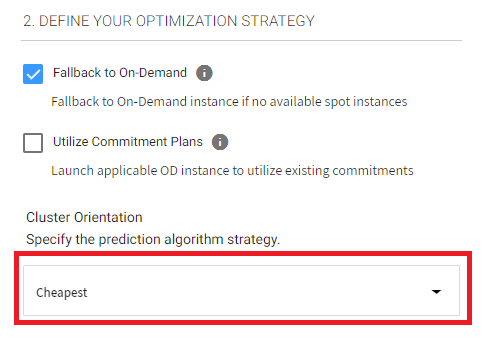 2. DEFINE YOUR OPTIMIZATION STRATEGY
Fallback to On-Demand
Fallback to On-Demand instance if no available spot instances
Utilize Commitment Plans
Launch applicable OD instance to utilize existing commitments
Cluster Orientation
Specify the prediction algorithm strategy.
Cheapest